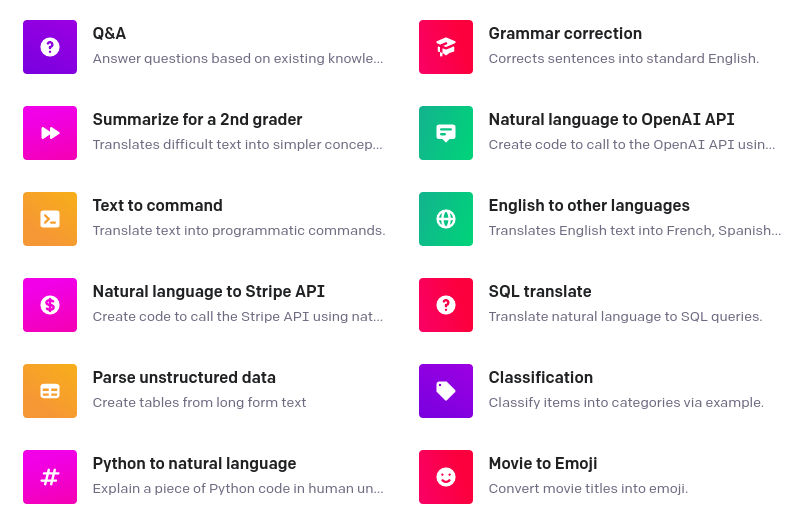 Q&A
Answer questions based on existing knowle...
Grammar correction
Corrects sentences into standard English.
Summarize for a 2nd grader
Translates difficult text into simpler concep...
Natural language to OpenAI API
Create code to call to the OpenAI API usin...
Text to command
Translate text into programmatic commands.
English to other languages
Translates English text into French, Spanish...
Natural language to Stripe API
Create code to call the Stripe API using nat...
SQL translate
Translate natural language to SQL queries.
Parse unstructured data
Create tables from long form text
Classification
Classify items into categories via example.
Python to natural language
Explain a piece of Python code in human un...
Movie to Emoji
Convert movie titles into emoji.